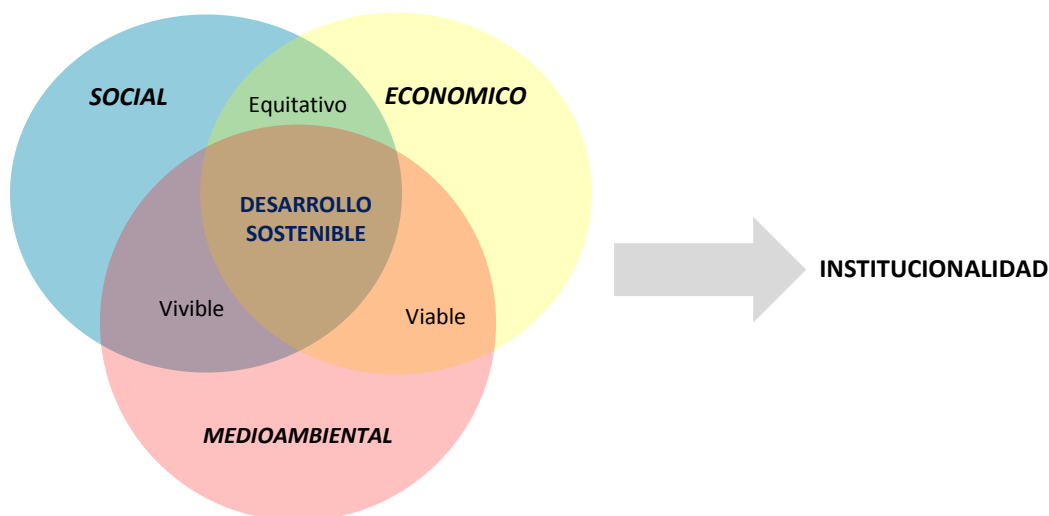 SOCIAL
Equitativo
ECONOMICO
DESARROLLO
SOSTENIBLE
INSTITUCIONALIDAD
Vivible
Viable
MEDIOAMBIENTAL